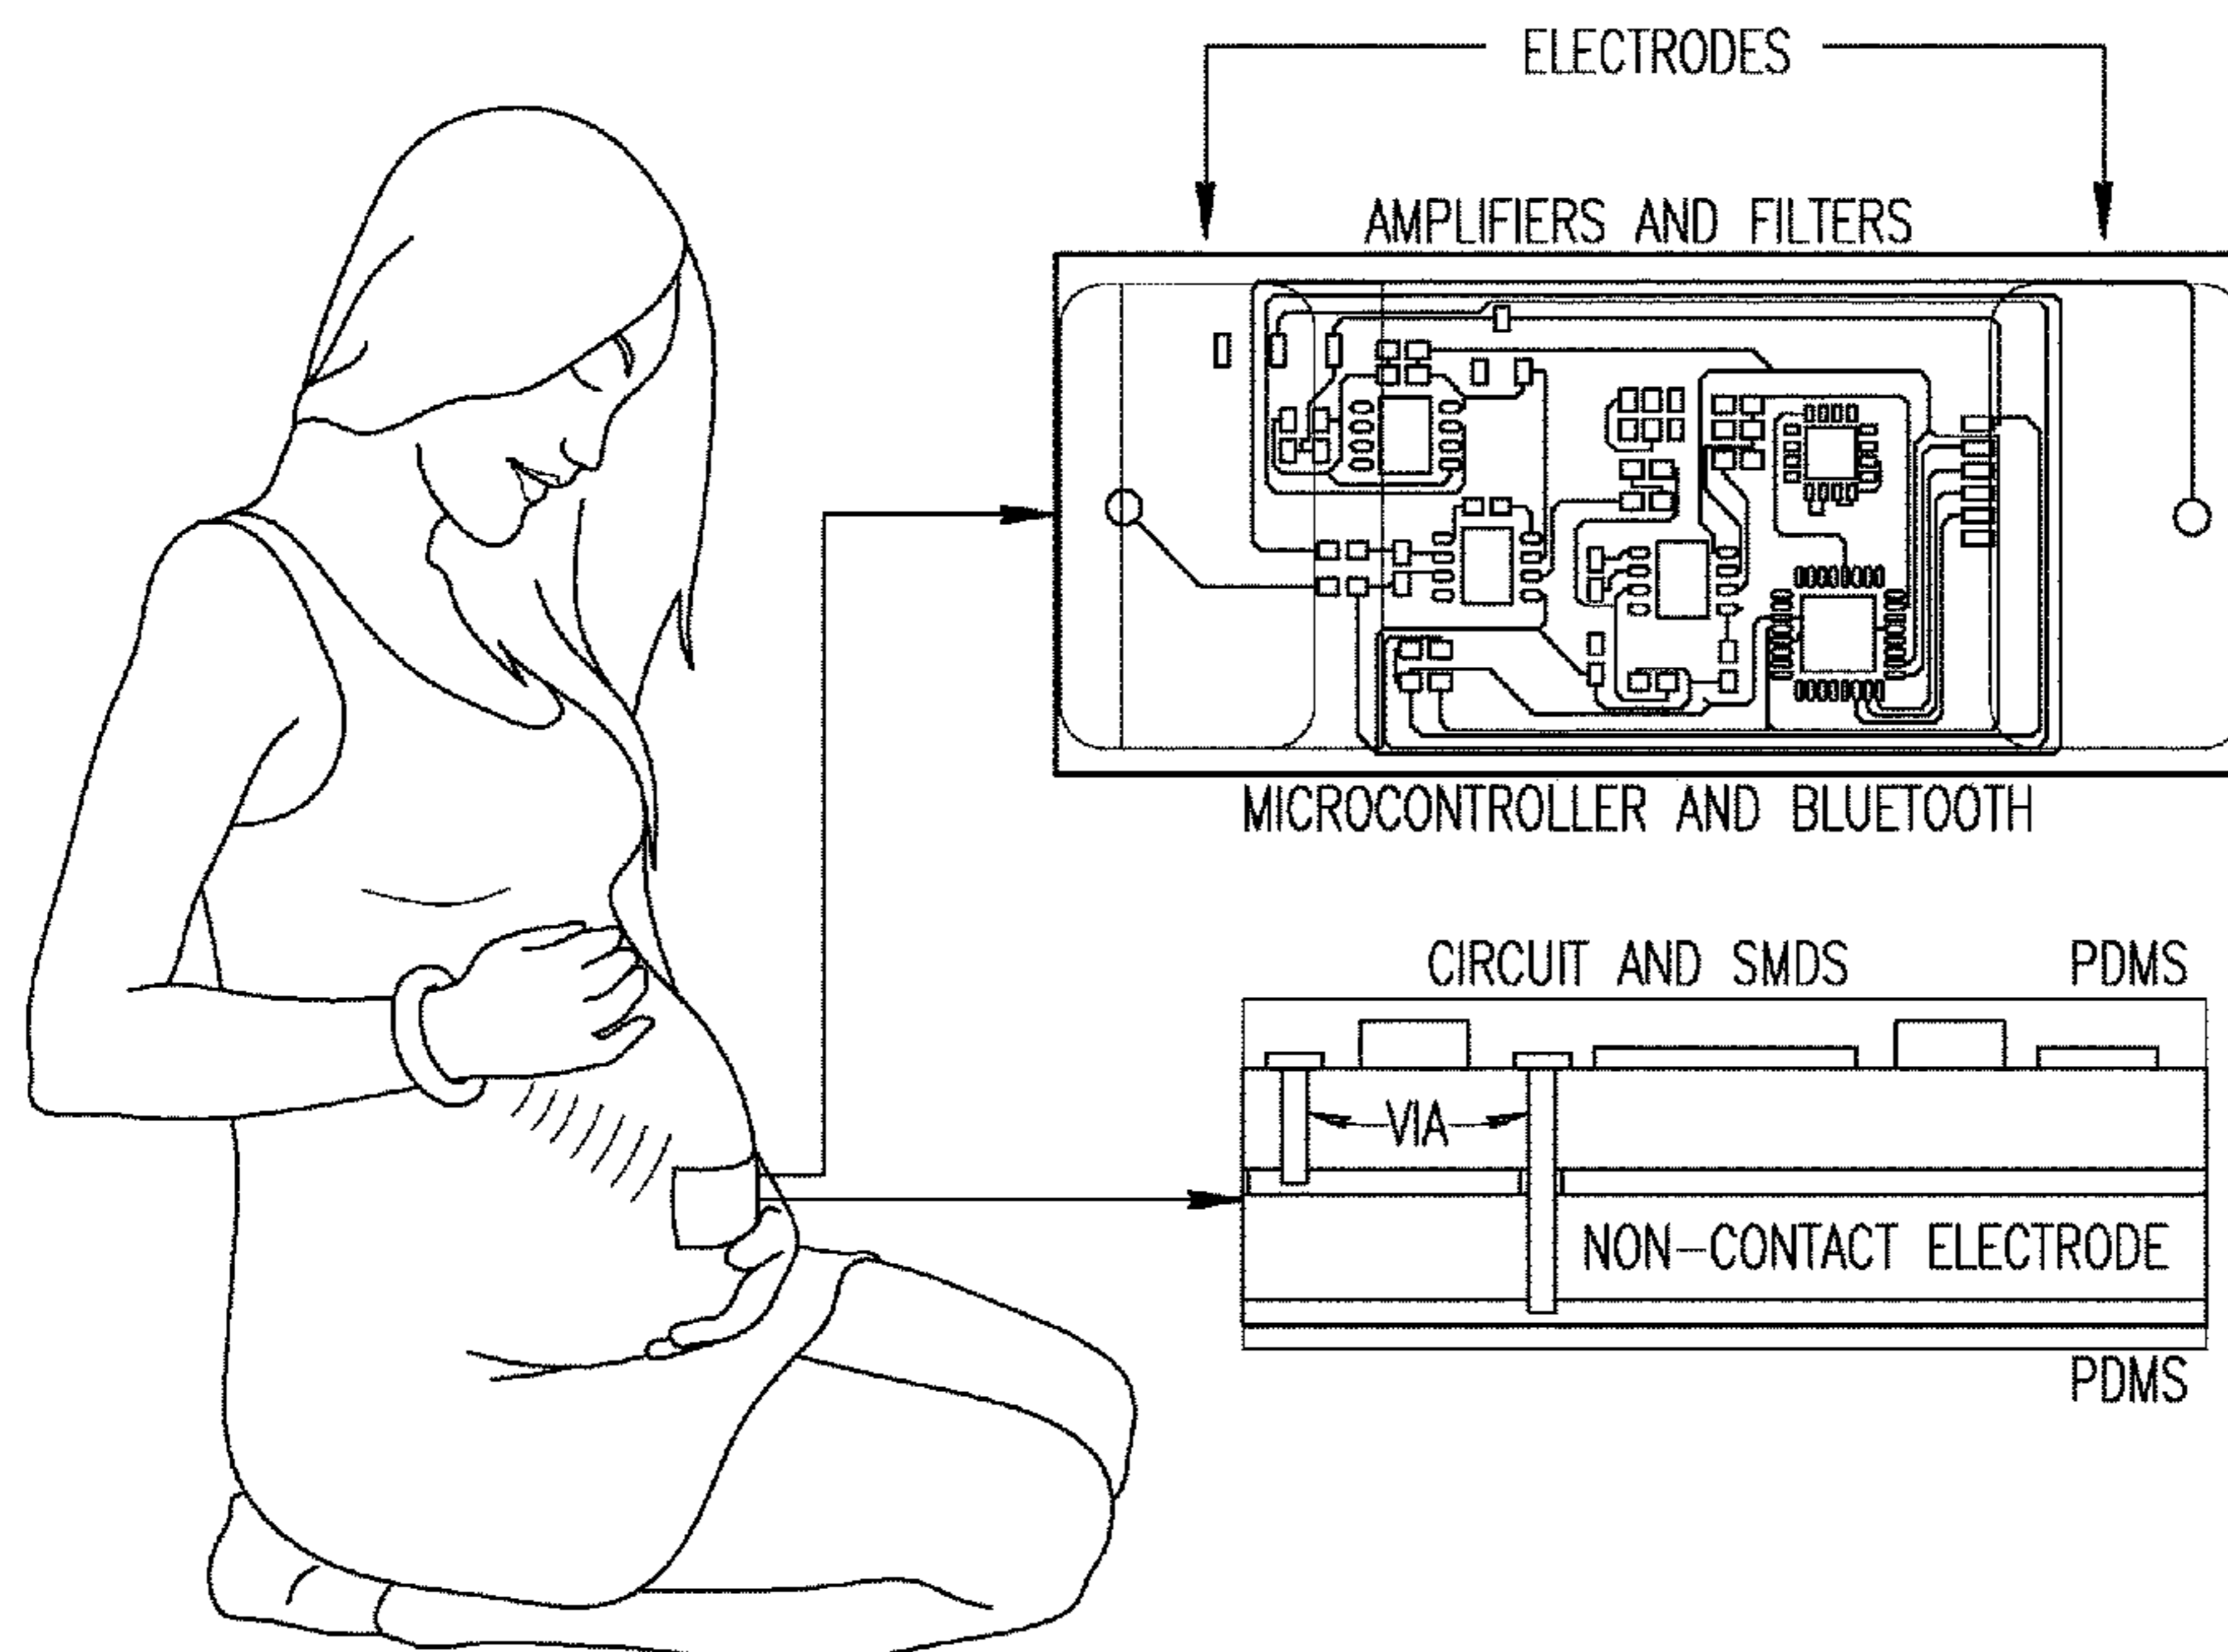 ELECTRODES
AMPLIFIERS AND FILTERS
MICROCONTROLLER AND BLUETOOTH
CIRCUIT AND SMDS
PDMS
VIA
NON-CONTACT ELECTRODE
PDMS